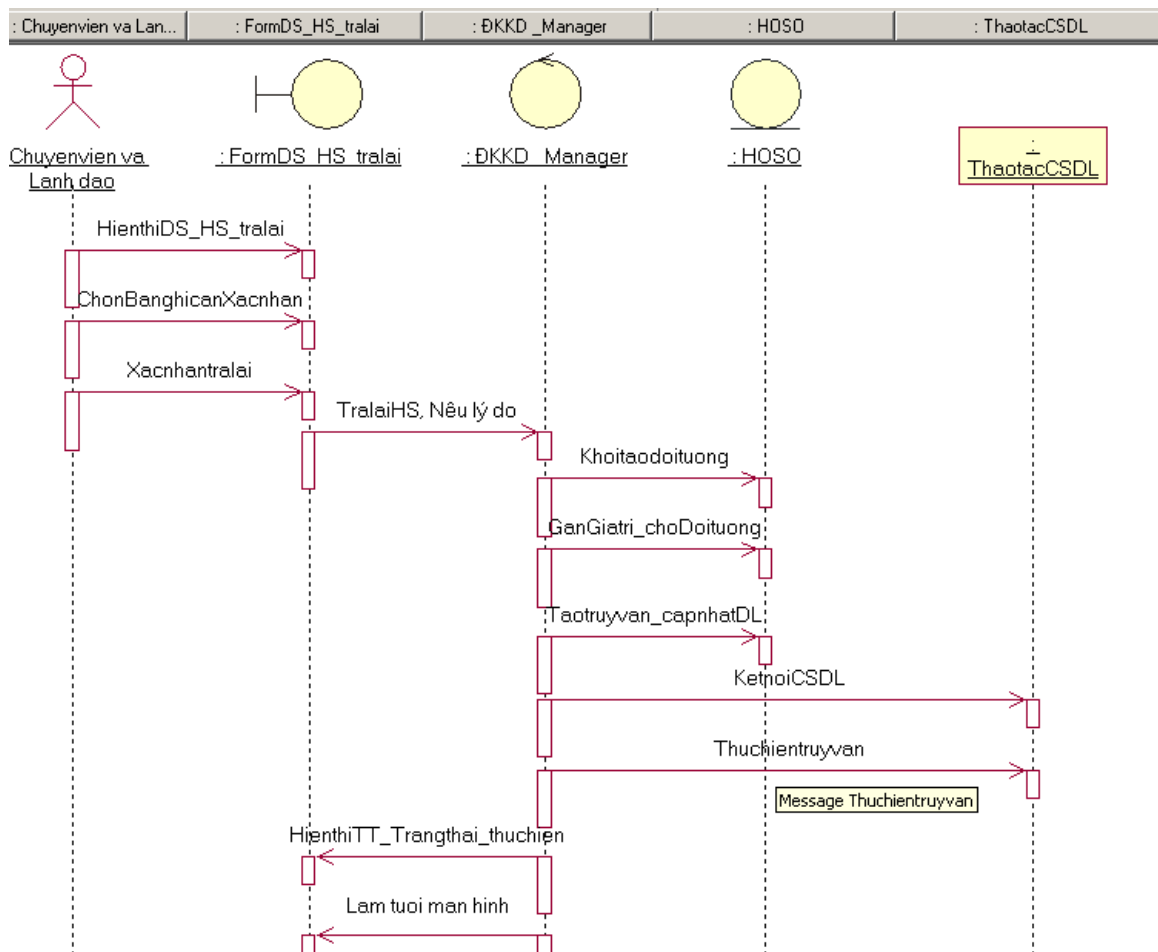 : Chuyenvien va Lan...
: FormDS_HS_tralai
: ĐKKD _Manager
: HOSO
: ThaotacCSDL
Chuyenvien va
Lanh dao
: FormDS_HS_tralai
: ĐKKD _Manager
: HOSO
:
ThaotacCSDL
HienthiDS_HS_tralai
ChonBanghicanXacnhan
Xacnhantralai
TralaiHS, Nêu lý do
Khoitaodoituong
GanGiatri_choDoituong
Taotruyvan_capnhatDL
KetnoiCSDL
Thuchientruyvan
Message Thuchientruyvan
HienthiTT_Trangthai_thuchien
Lam tuoi man hinh